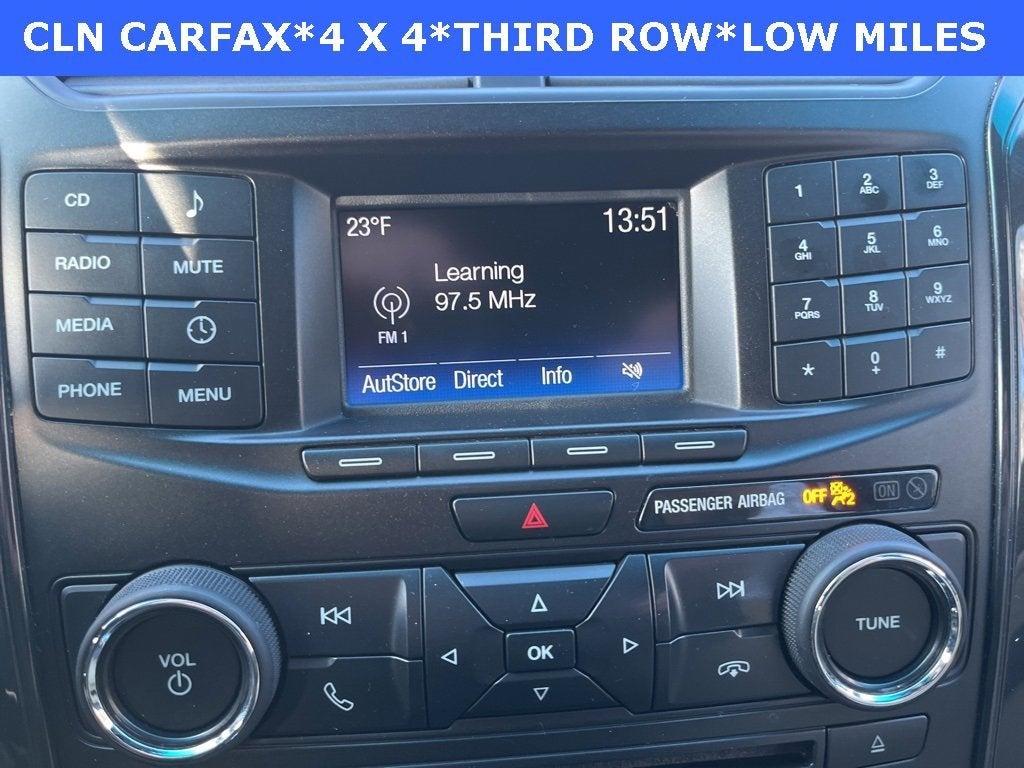 CLN CARFAX*4 X 4*THIRD ROW*LOW MILES
CD
RADIO
MUTE
MEDIA
PHONE
MENU
23°F
13:51
Learning
97.5 MHz
FM 1
AutStore Direct Info
1
2 ABC
3 DEF
4 GHI
5 JKL
6 MNO
7 PQRS
8 TUV
9 WXYZ
*
0 +
#
PASSENGER AIRBAG OFF 2 ON
VOL
OK
TUNE